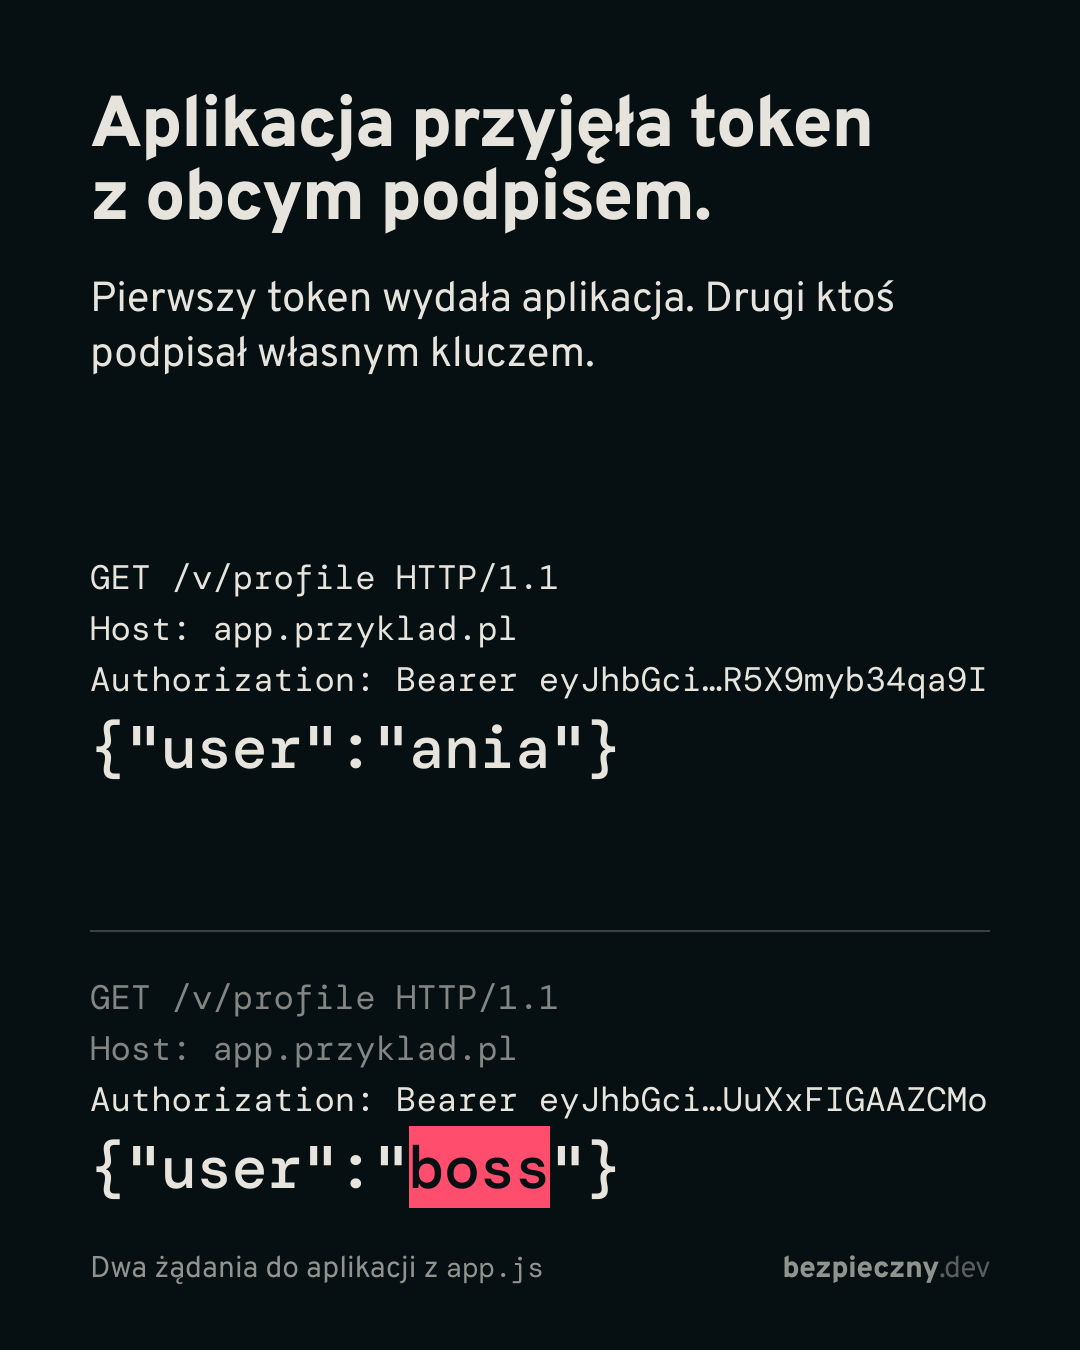 Aplikacja przyjęła token
z obcym podpisem.
Pierwszy token wydała aplikacja. Drugi ktoś
podpisał własnym kluczem.
GET /v/profile HTTP/1.1
Host: app.przyklad.pl
Authorization: Bearer eyJhbGci…R5X9myb34qa9I
{"user":"ania"}
GET /v/profile HTTP/1.1
Host: app.przyklad.pl
Authorization: Bearer eyJhbGci…UuXxFIGAAZCMo
{"user":"boss"}
Dwa żądania do aplikacji z app.js
bezpieczny.dev